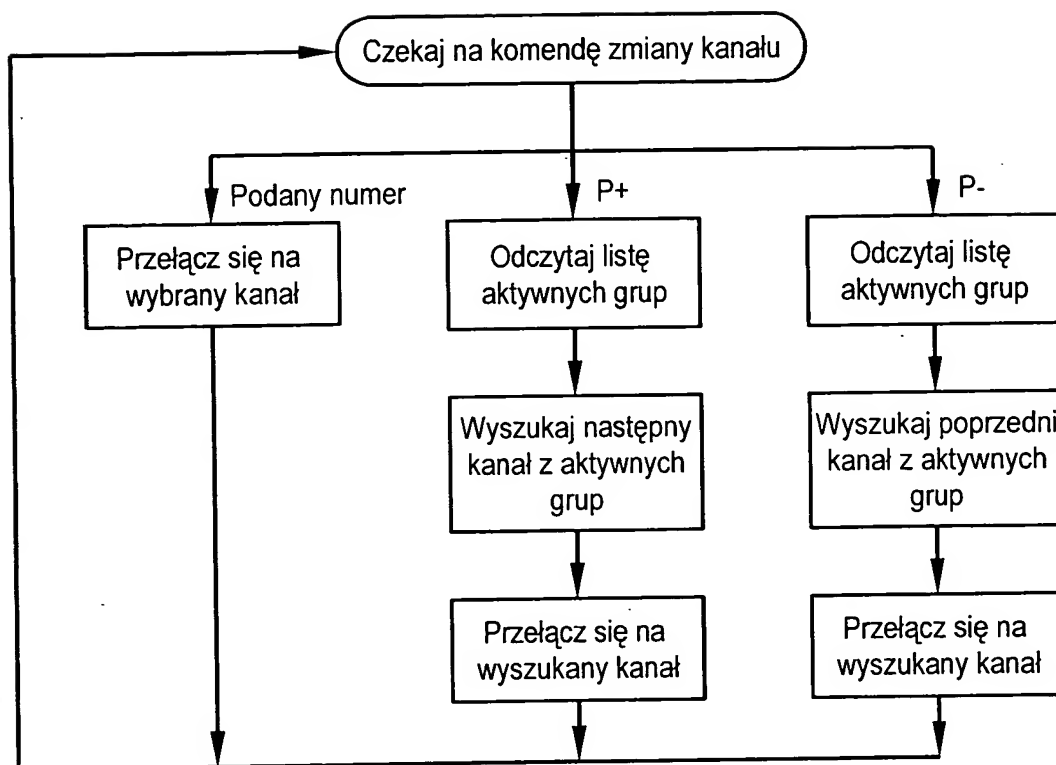 Czekaj na komendę zmiany kanału
Podany numer
Przełącz się na
wybrany kanał
P+
Odczytaj listę
aktywnych grup
Wyszukaj następny
kanał z aktywnych
grup
Przełącz się na
wyszukany kanał
P-
Odczytaj listę
aktywnych grup
Wyszukaj poprzedni
kanał z aktywnych
grup
Przełącz się na
wyszukany kanał